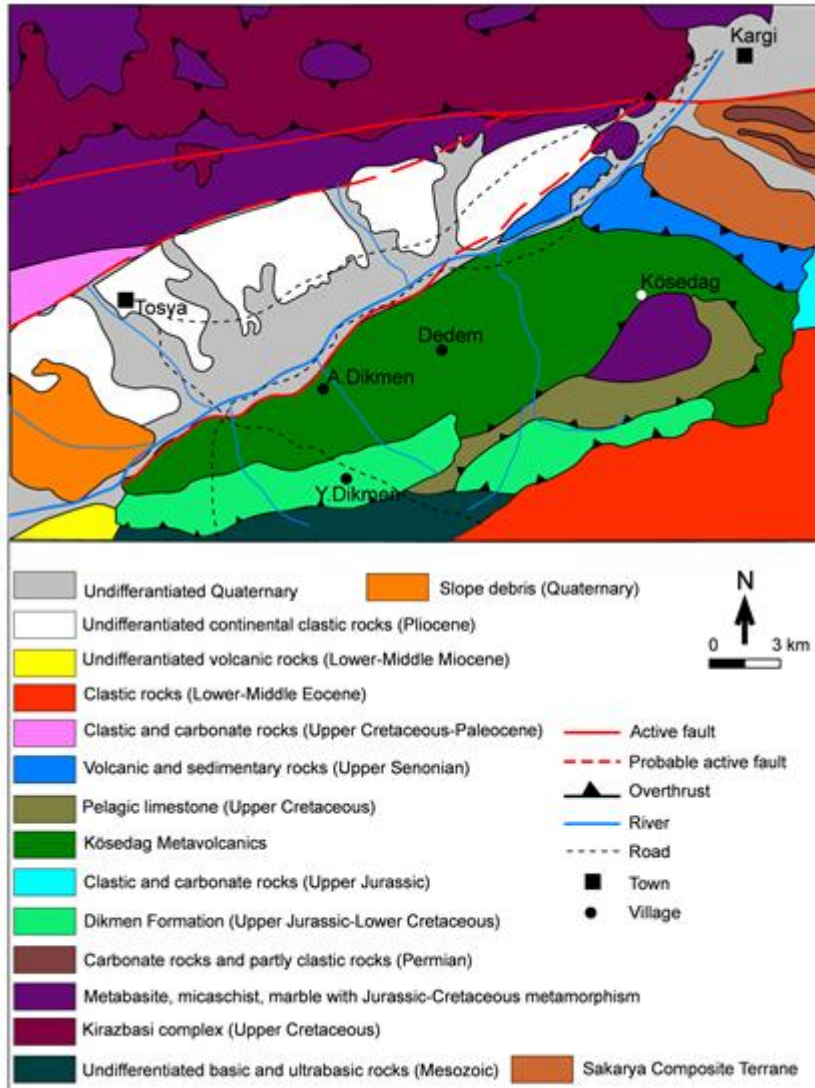 Kargi
Kösedag
Tosya
Dedem
A.Dikmen
Y.Dikmen
Undifferantiated Quaternary
Slope debris (Quaternary)
N
Undifferantiated continental clastic rocks (Pliocene)
0 3 km
Undifferantiated volcanic rocks (Lower-Middle Miocene)
Clastic rocks (Lower-Middle Eocene)
Clastic and carbonate rocks (Upper Cretaceous-Paleocene)
Active fault
Volcanic and sedimentary rocks (Upper Senonian)
Probable active fault
Overthrust
Pelagic limestone (Upper Cretaceous)
River
Kösedag Metavolcanics
Road
Clastic and carbonate rocks (Upper Jurassic)
Town
Dikmen Formation (Upper Jurassic-Lower Cretaceous)
Village
Carbonate rocks and partly clastic rocks (Permian)
Metabasite, micaschist, marble with Jurassic-Cretaceous metamorphism
Kirazbasi complex (Upper Cretaceous)
Undifferentiated basic and ultrabasic rocks (Mesozoic)
Sakarya Composite Terrane